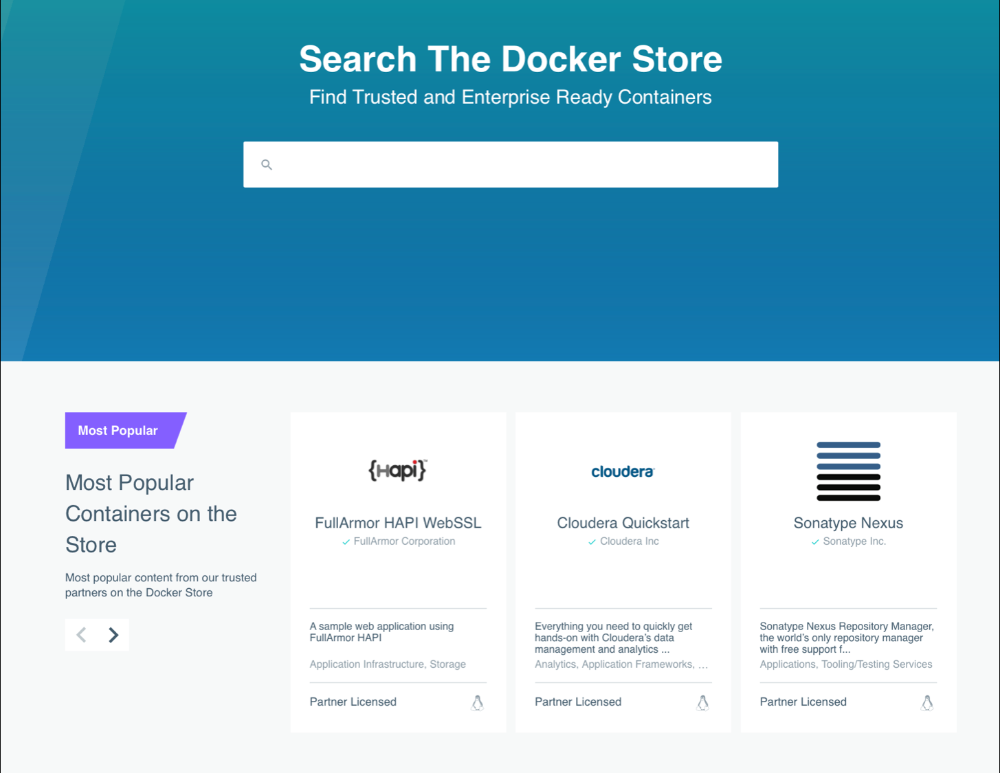 Search The Docker Store
Find Trusted and Enterprise Ready Containers
Most Popular
Most Popular
Containers on the
Store
Most popular content from our trusted
partners on the Docker Store
{Hapi}™
FullArmor HAPI WebSSL
FullArmor Corporation
A sample web application using
FullArmor HAPI
Application Infrastructure, Storage
Partner Licensed
cloudera
Cloudera Quickstart
Cloudera Inc
Everything you need to quickly get
hands-on with Cloudera’s data
management and analytics ...
Analytics, Application Frameworks, ...
Partner Licensed
Sonatype Nexus
Sonatype Inc.
Sonatype Nexus Repository Manager,
the world’s only repository manager
with free support f...
Applications, Tooling/Testing Services
Partner Licensed